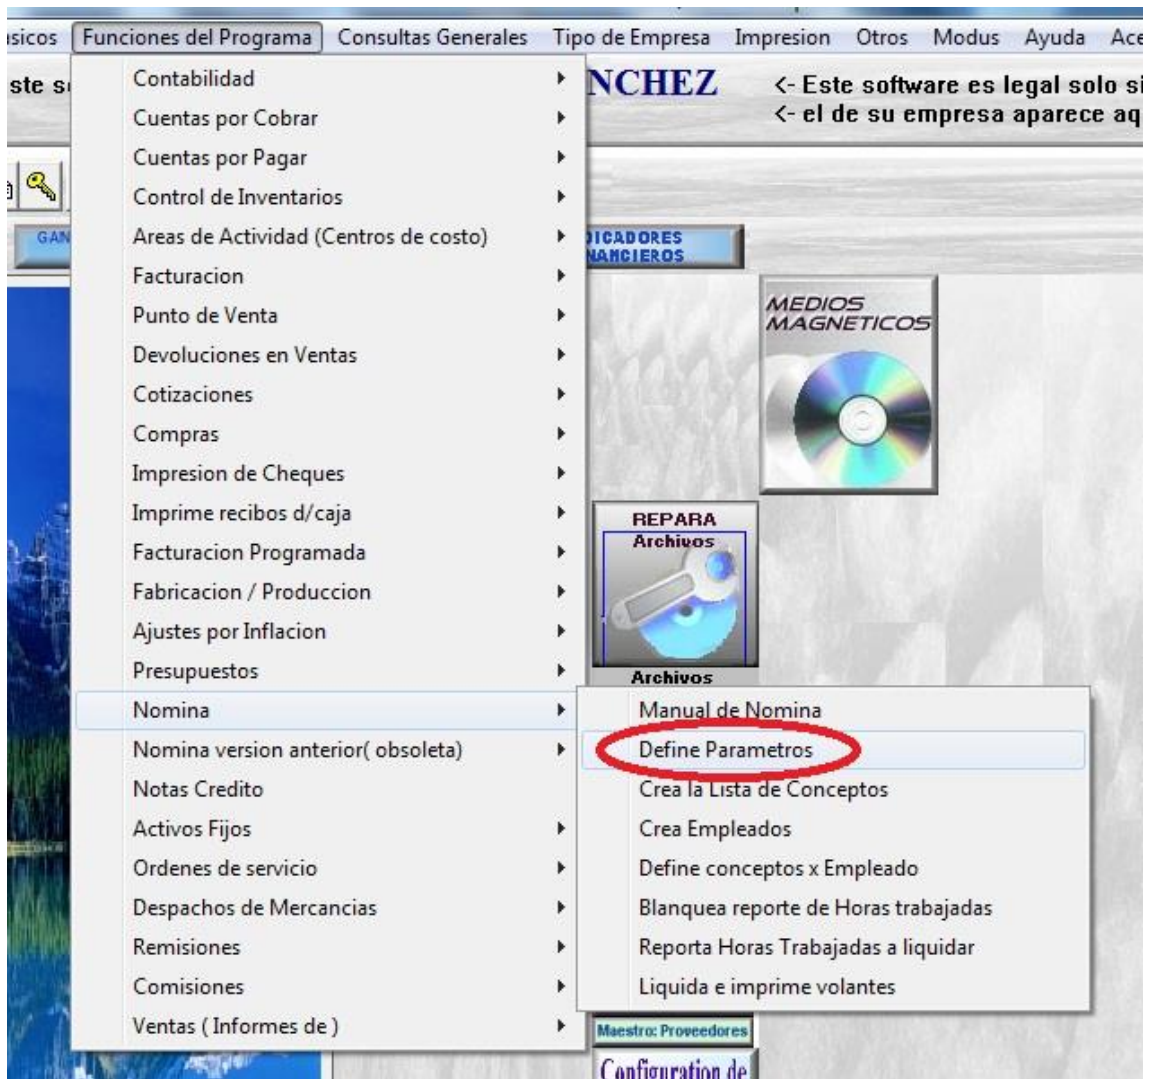 Funciones del Programa Consultas Generales Tipo de Empresa Impresion Otros Modus Ayuda
NCHEZ <- Este software es legal solo si
<- el de su empresa aparece
Contabilidad
Cuentas por Cobrar
Cuentas por Pagar
Control de Inventarios
Areas de Actividad (Centros de costo)
Facturacion
Punto de Venta
Devoluciones en Ventas
Cotizaciones
Compras
Impresion de Cheques
Imprime recibos d/caja
Facturacion Programada
Fabricacion / Produccion
Ajustes por Inflacion
Presupuestos
Nomina
Nomina version anterior( obsoleta)
Notas Credito
Activos Fijos
Ordenes de servicio
Despachos de Mercancias
Remisiones
Comisiones
Ventas ( Informes de )
MEDIOS
MAGNETICOS
REPARA
Archivos
Archivos
Manual de Nomina
Define Parametros
Crea la Lista de Conceptos
Crea Empleados
Define conceptos x Empleado
Blanquea reporte de Horas trabajadas
Reporta Horas Trabajadas a liquidar
Liquida e imprime volantes
Maestro: Proveedores
Configuration de